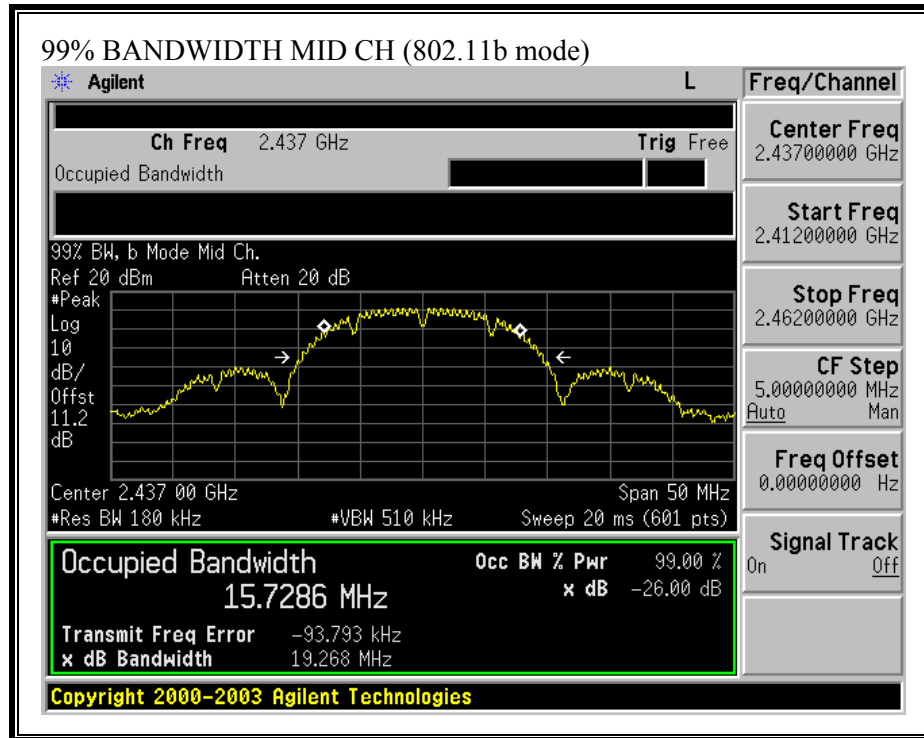 99% BANDWIDTH MID CH (802.11b mode)
Agilent L Freq/Channel
Ch Freq 2.437 GHz Trig Free
Occupied Bandwidth
Center Freq
2.43700000 GHz
Start Freq
2.41200000 GHz
99% BW, b Mode Mid Ch.
Ref 20 dBm Atten 20 dB
#Peak
Log
10
dB/
Offst
11.2
dB
Stop Freq
2.46200000 GHz
CF Step
5.00000000 MHz
Auto Man
Freq Offset
0.00000000 Hz
Center 2.437 00 GHz Span 50 MHz
#Res BW 180 kHz #VBW 510 kHz Sweep 20 ms (601 pts)
Signal Track
On Off
Occupied Bandwidth Occ BW % Pwr 99.00 %
15.7286 MHz x dB -26.00 dB
Transmit Freq Error -93.793 kHz
x dB Bandwidth 19.268 MHz
Copyright 2000-2003 Agilent Technologies